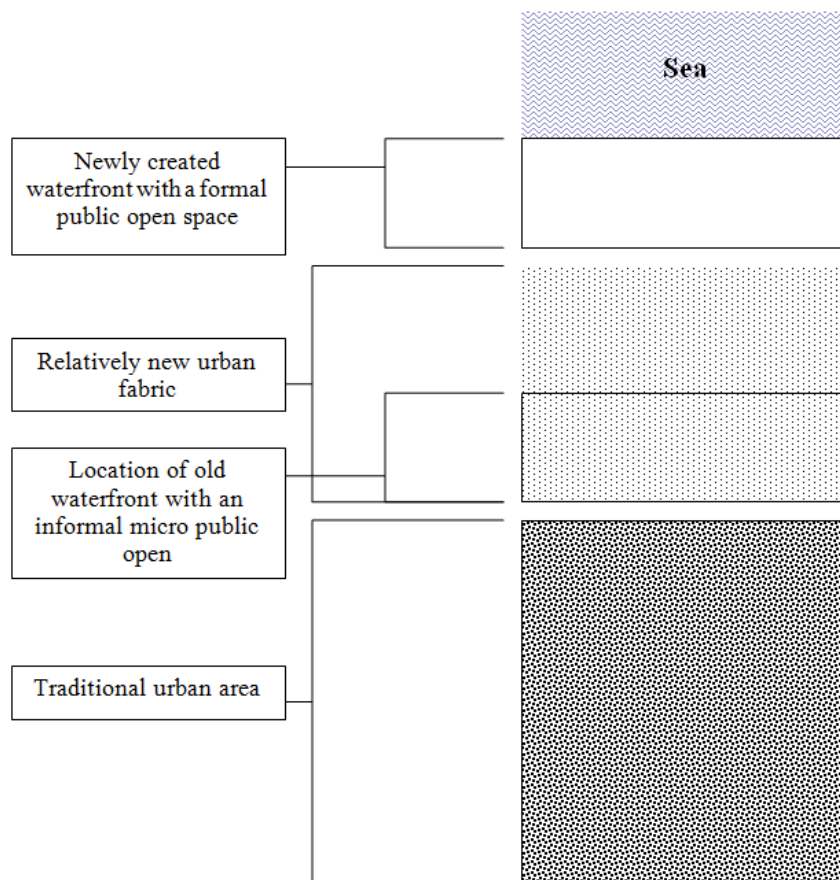 Sea
Newly created
waterfront with a formal
public open space
Relatively new urban
fabric
Location of old
waterfront with an
informal micro public
open
Traditional urban area